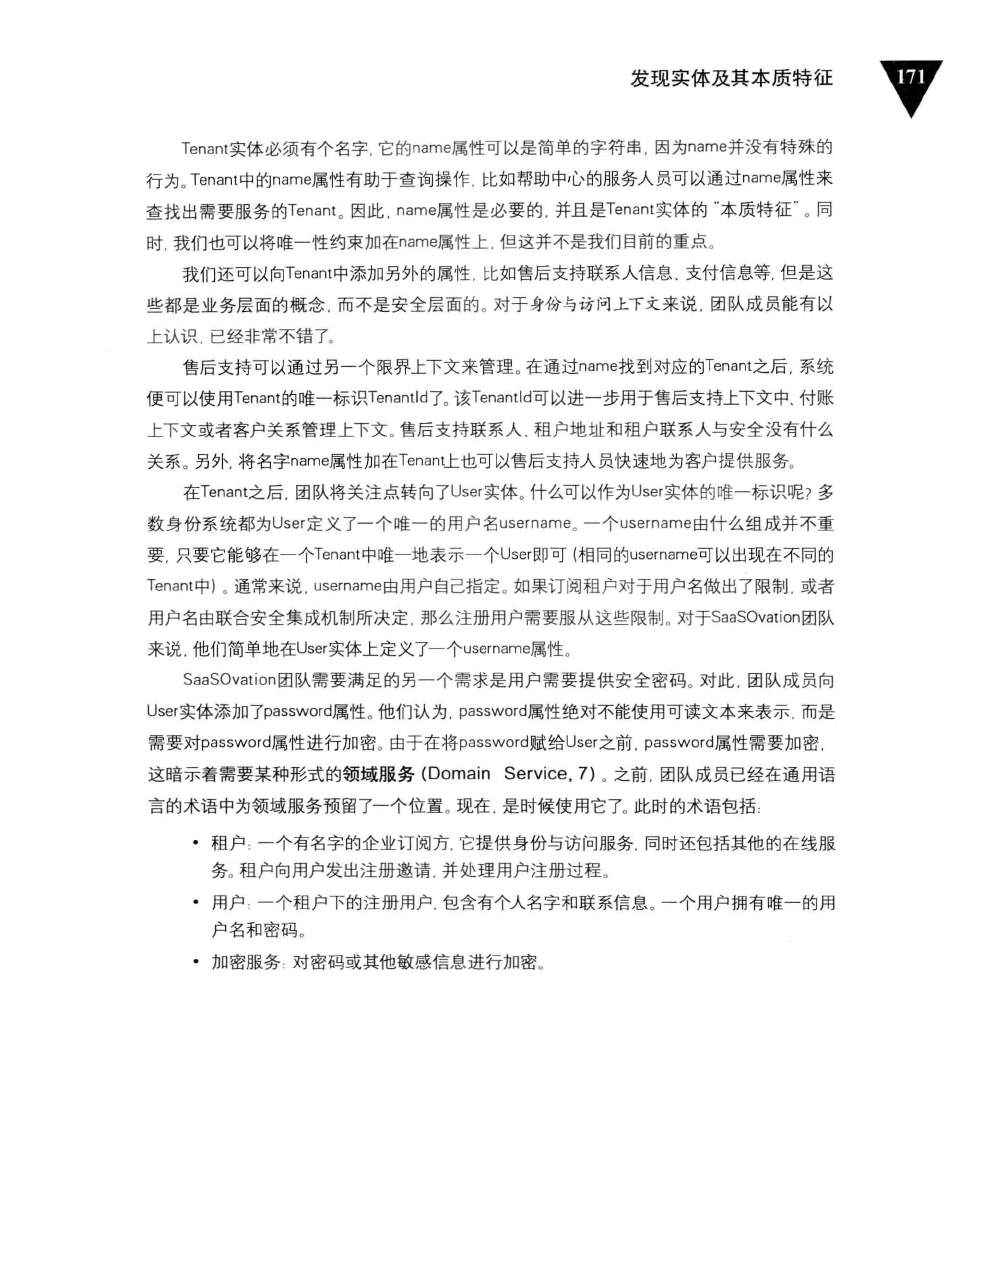 发现实体及其本质特征
171
Tenant实体必须有个名字, 它的name属性可以是简单的字符串, 因为name并没有特殊的
行为。Tenant中的name属性有助于查询操作, 比如帮助中心的服务人员可以通过name属性来
查找出需要服务的Tenant。因此, name属性是必要的, 并且是Tenant实体的“本质特征”。同
时, 我们也可以将唯一性约束加在name属性上, 但这并不是我们目前的重点。
我们还可以向Tenant中添加另外的属性, 比如售后支持联系人信息、支付信息等, 但是这
些都是业务层面的概念, 而不是安全层面的。对于身份与访问上下文来说, 团队成员能有以
上认识, 已经非常不错了。
售后支持可以通过另一个限界上下文来管理。在通过name找到对应的Tenant之后, 系统
便可以使用Tenant的唯一标识TenantId了。该TenantId可以进一步用于售后支持上下文中、付账
上下文或者客户关系管理上下文。售后支持联系人、租户地址和租户联系人与安全没有什么
关系。另外, 将名字name属性加在Tenant上也可以售后支持人员快速地为客户提供服务。
在Tenant之后, 团队将关注点转向了User实体。什么可以作为User实体的唯一标识呢? 多
数身份系统都为User定义了一个唯一的用户名username。一个username由什么组成并不重
要, 只要它能够在一个Tenant中唯一地表示一个User即可 (相同的username可以出现在不同的
Tenant中) 。通常来说, username由用户自己指定。如果订阅租户对于用户名做出了限制, 或者
用户名由联合安全集成机制所决定, 那么注册用户需要服从这些限制。对于SaaSOvation团队
来说, 他们简单地在User实体上定义了一个username属性。
SaaSOvation团队需要满足的另一个需求是用户需要提供安全密码。对此, 团队成员向
User实体添加了password属性。他们认为, password属性绝对不能使用可读文本来表示, 而是
需要对password属性进行加密。由于在将password赋给User之前, password属性需要加密,
这暗示着需要某种形式的领域服务 (Domain Service, 7) 。之前, 团队成员已经在通用语
言的术语中为领域服务预留了一个位置。现在, 是时候使用它了。此时的术语包括:
• 租户: 一个有名字的企业订阅方, 它提供身份与访问服务, 同时还包括其他的在线服
务。租户向用户发出注册邀请, 并处理用户注册过程。
• 用户: 一个租户下的注册用户, 包含有个人名字和联系信息。一个用户拥有唯一的用
户名和密码。
• 加密服务: 对密码或其他敏感信息进行加密。